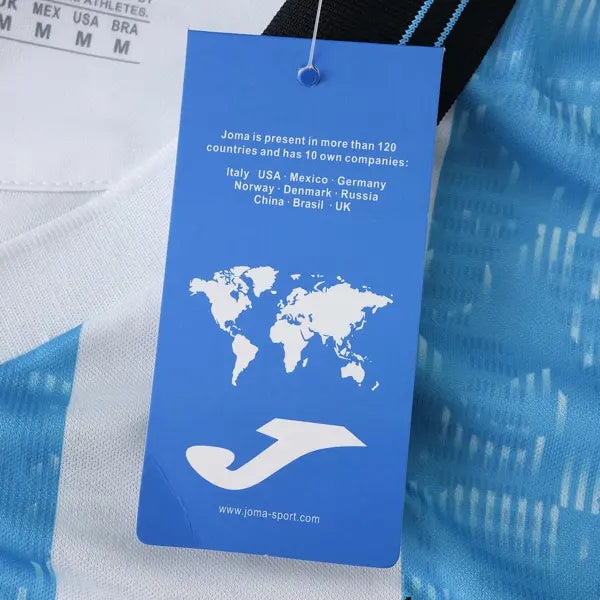 ATHLETES.
UK MEX USA BRA
M M M M
Joma is present in more than 120
countries and has 10 own companies:
Italy USA · Mexico · Germany
Norway · Denmark · Russia
China · Brasil · UK
www.joma-sport.com